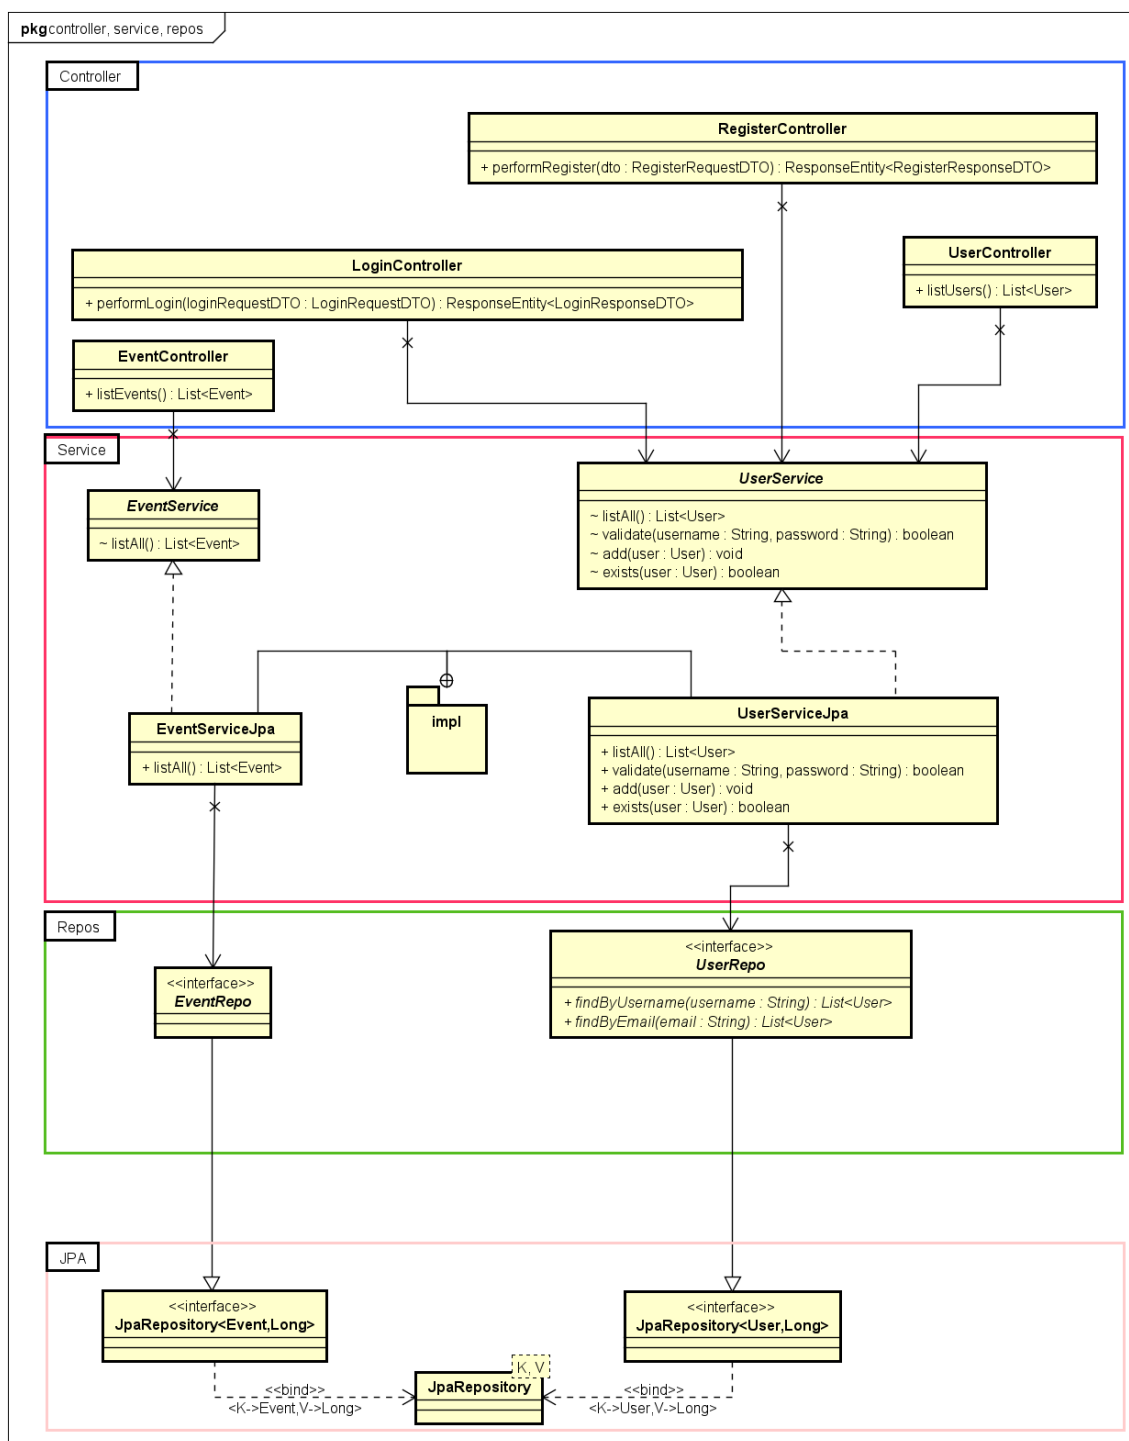 pkg controller, service, repos
Controller
RegisterController
+ performRegister(dto : RegisterRequestDTO) : ResponseEntity<RegisterResponseDTO>
LoginController
+ performLogin(loginRequestDTO : LoginRequestDTO) : ResponseEntity<LoginResponseDTO>
UserController
+ listUsers() : List<User>
EventController
+ listEvents() : List<Event>
Service
EventService
~ listAll() : List<Event>
UserService
~ listAll() : List<User>
~ validate(username : String, password : String) : boolean
~ add(user : User) : void
~ exists(user : User) : boolean
EventServiceJpa
+ listAll() : List<Event>
impl
UserServiceJpa
+ listAll() : List<User>
+ validate(username : String, password : String) : boolean
+ add(user : User) : void
+ exists(user : User) : boolean
Repos
<<interface>>
EventRepo
<<interface>>
UserRepo
+ findByUsername(username : String) : List<User>
+ findByEmail(email : String) : List<User>
JPA
<<interface>>
JpaRepository<Event,Long>
<<interface>>
JpaRepository<User,Long>
K, V
JpaRepository
<<bind>>
<K->Event,V->Long>
<<bind>>
<K->User,V->Long>